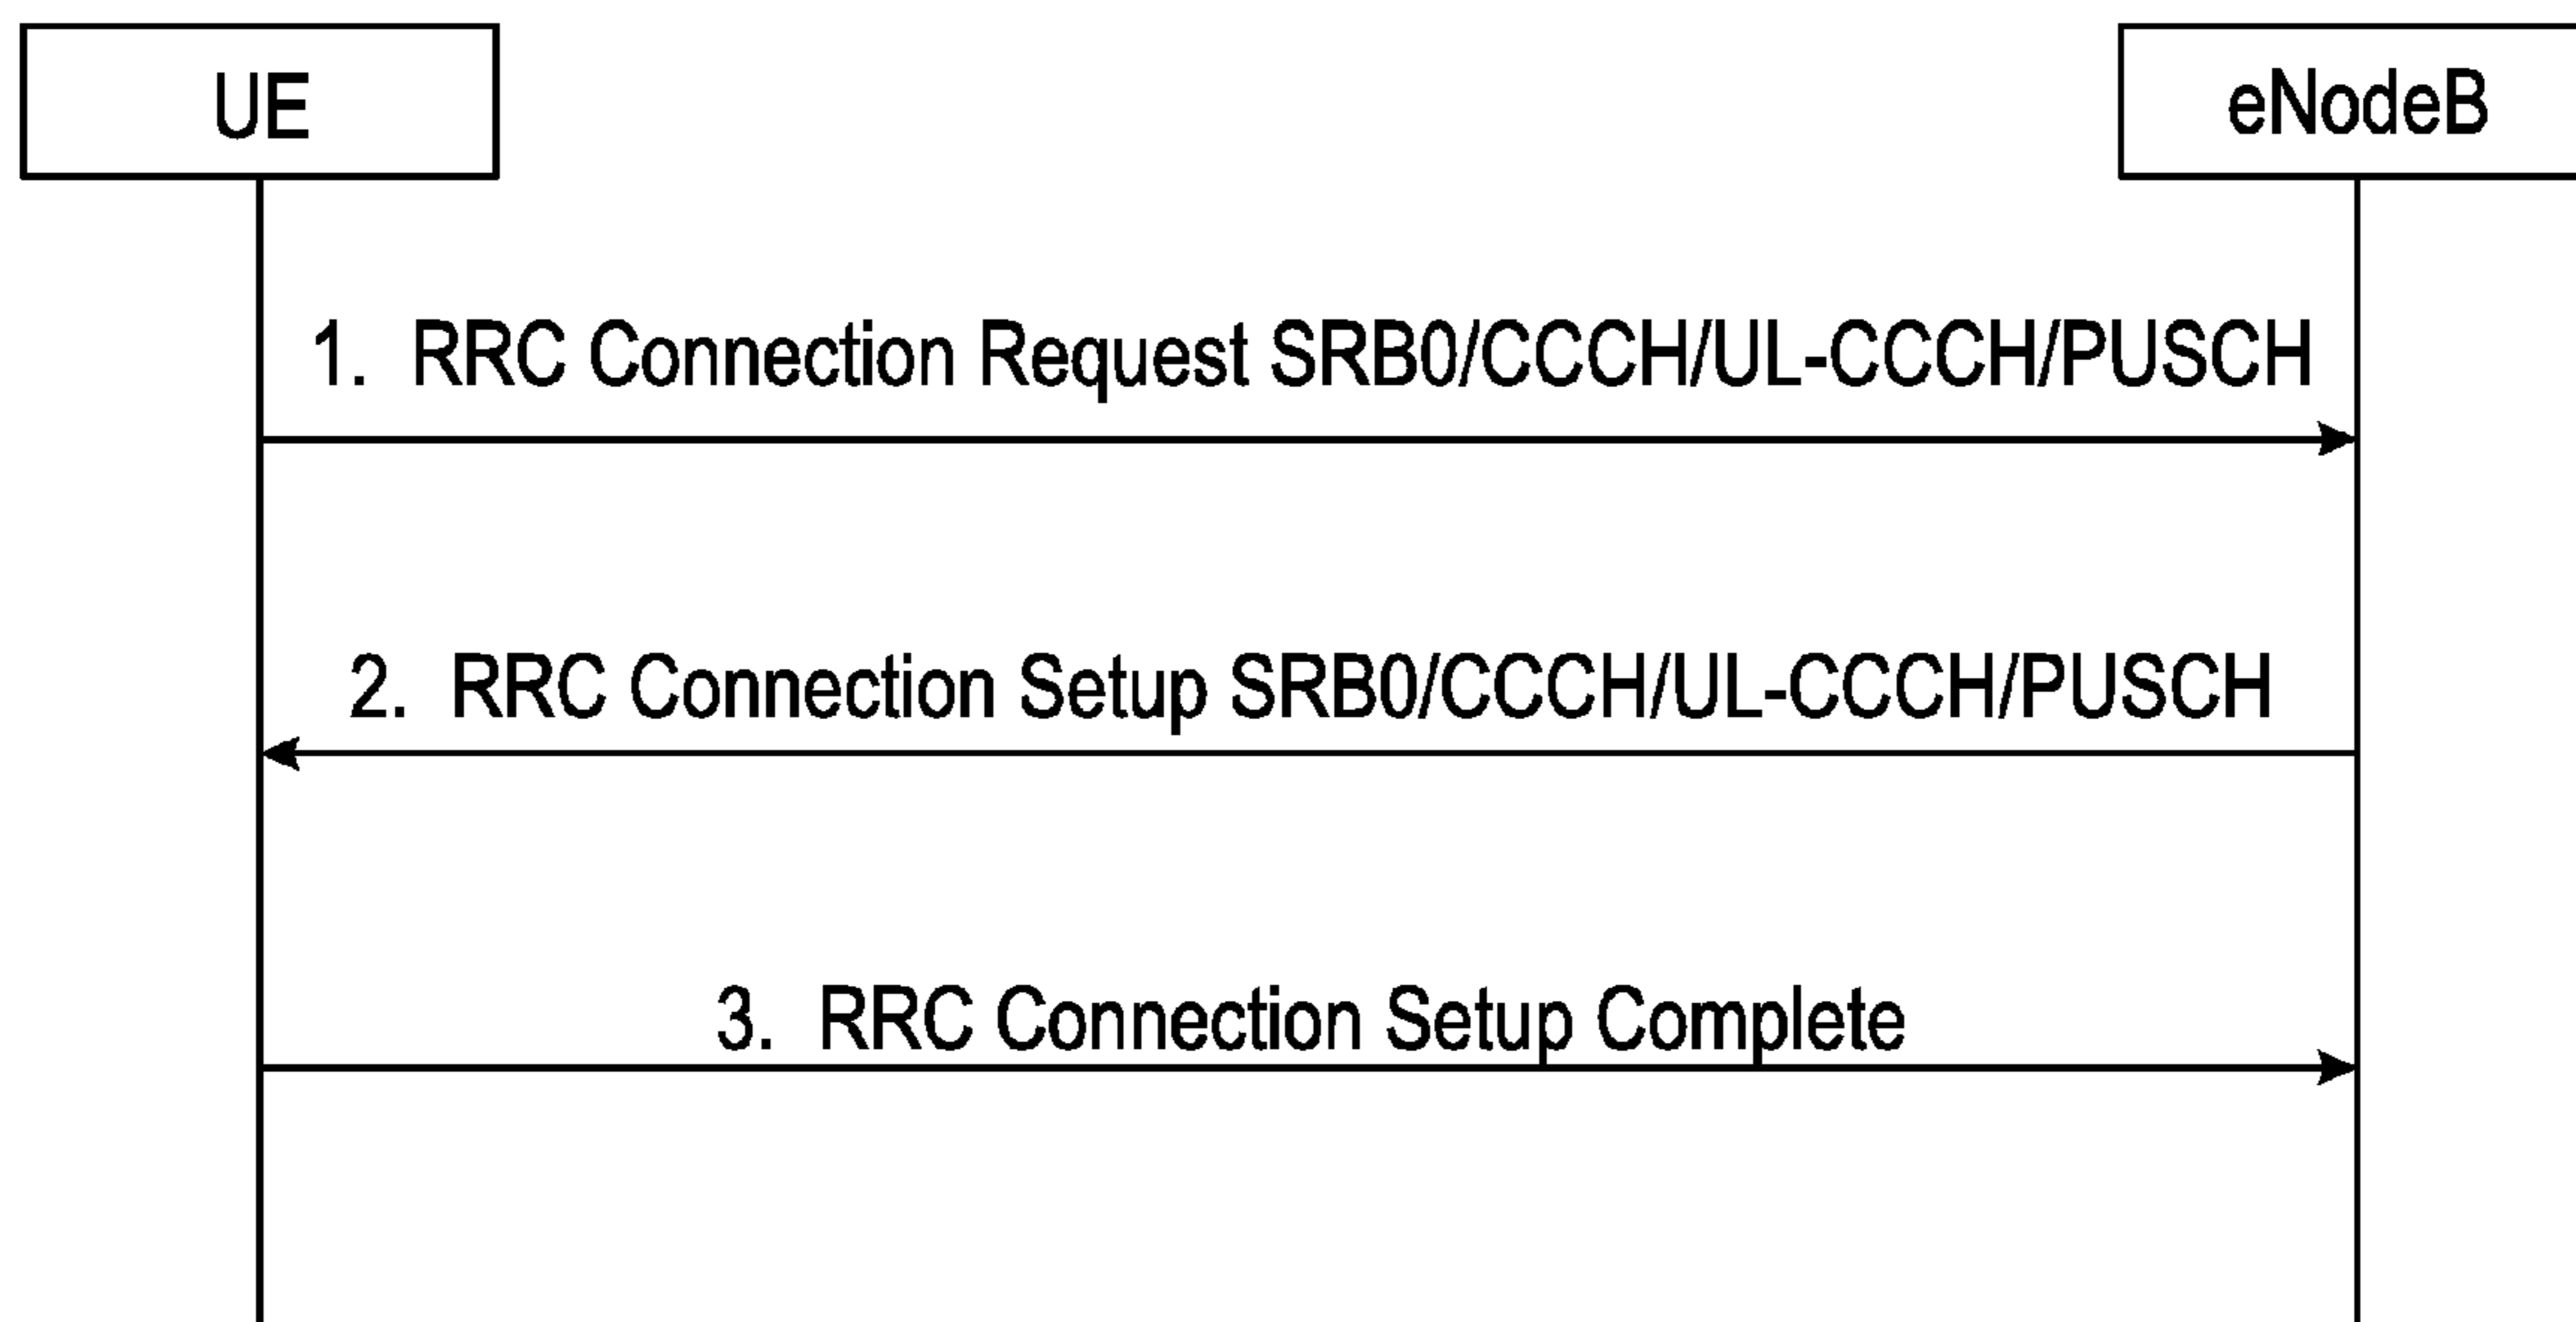 UE
eNodeB
1. RRC Connection Request SRB0/CCCH/UL-CCCH/PUSCH
2. RRC Connection Setup SRB0/CCCH/UL-CCCH/PUSCH
3. RRC Connection Setup Complete